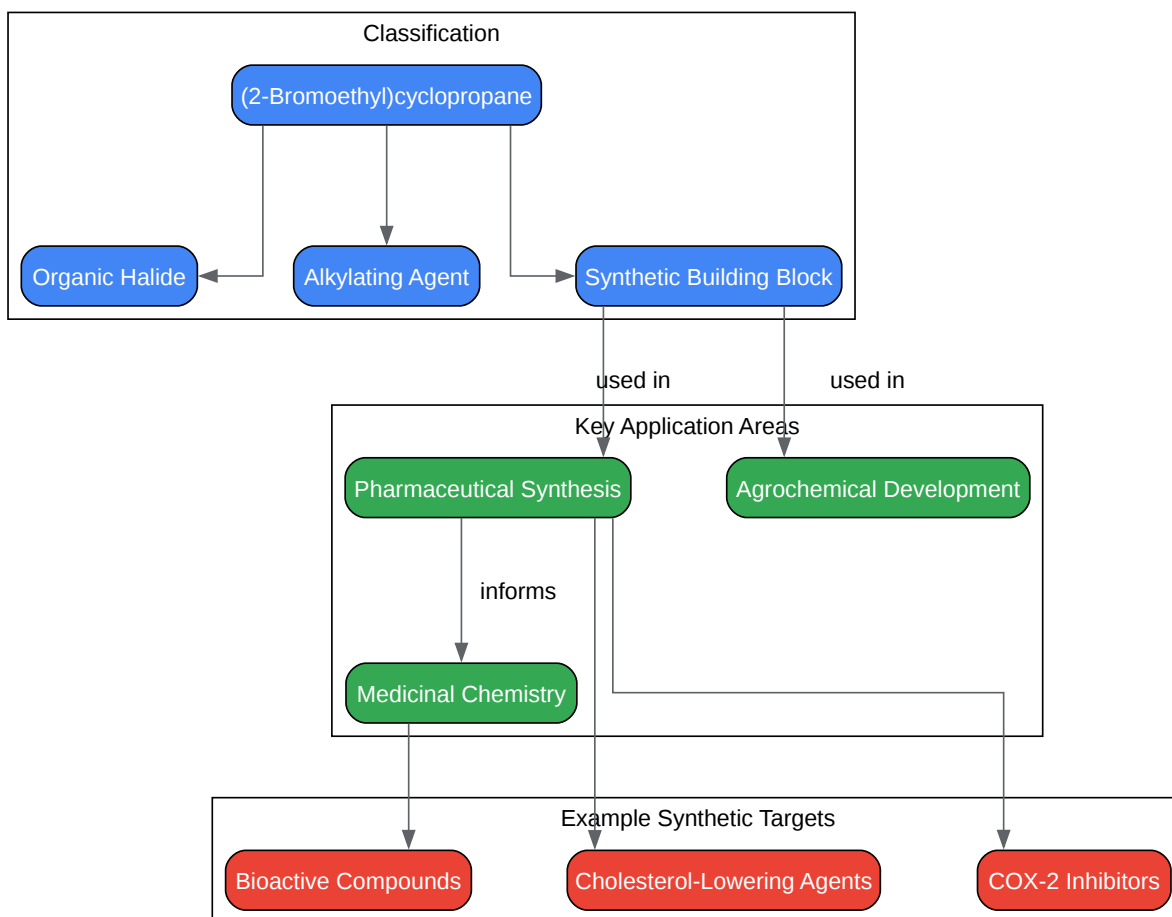 Classification
(2-Bromoethyl)cyclopropane
Organic Halide
Alkylating Agent
Synthetic Building Block
used in
used in
Key Application Areas
Pharmaceutical Synthesis
Agrochemical Development
informs
Medicinal Chemistry
Example Synthetic Targets
Bioactive Compounds
Cholesterol-Lowering Agents
COX-2 Inhibitors